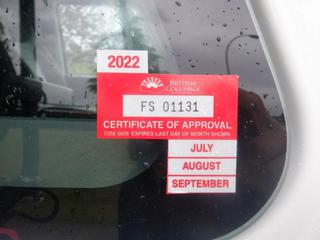 2022
BRITISH
COLUMBIA
FS 01131
CERTIFICATE OF APPROVAL
EXPIRES LAST DAY OF MONTH SHOWN
JULY
AUGUST
SEPTEMBER